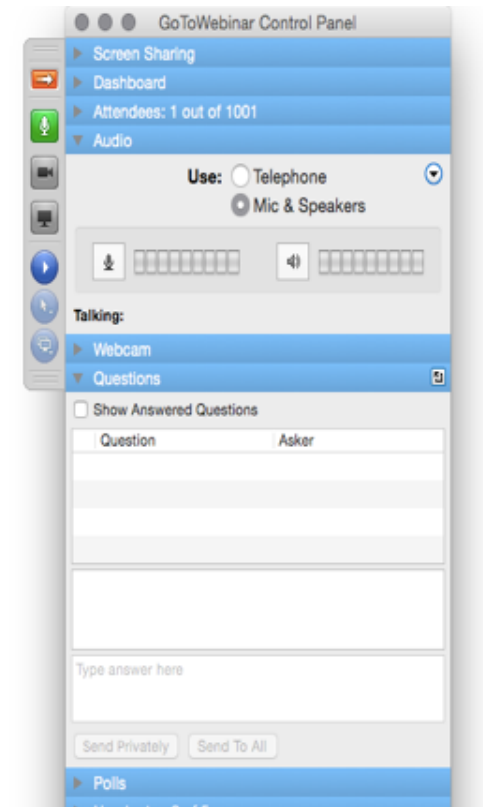 GoToWebinar Control Panel
Screen Sharing
Dashboard
Attendees: 1 out of 1001
Audio
Use: Telephone
Mic & Speakers
Talking:
Webcam
Questions
Show Answered Questions
Question Asker
Type answer here
Send Privately Send To All
Polls